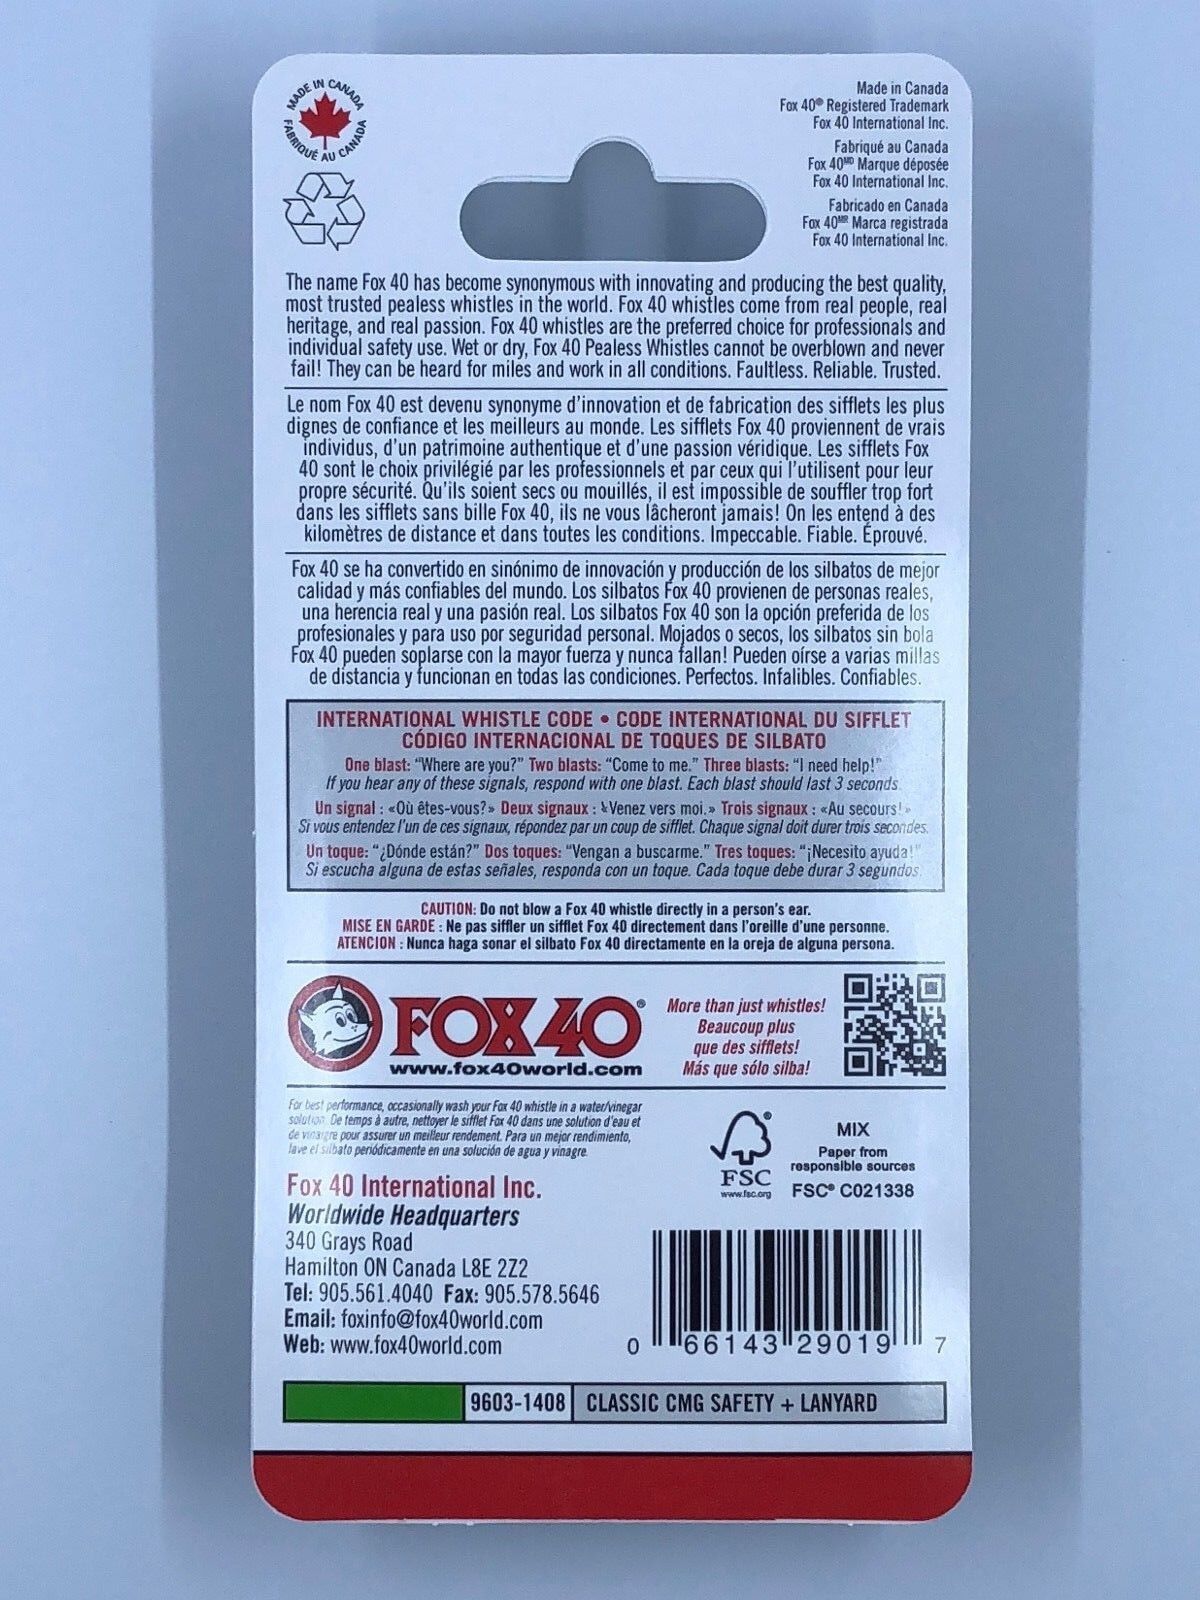 MADE IN CANADA
FABRIQUÉ AU CANADA
Made in Canada
Fox 40® Registered Trademark
Fox 40 International Inc.
Fabriqué au Canada
Fox 40ᴹᴰ Marque déposée
Fox 40 International Inc.
Fabricado en Canada
Fox 40ᴹᴿ Marca registrada
Fox 40 International Inc.
The name Fox 40 has become synonymous with innovating and producing the best quality,
most trusted pealess whistles in the world. Fox 40 whistles come from real people, real
heritage, and real passion. Fox 40 whistles are the preferred choice for professionals and
individual safety use. Wet or dry, Fox 40 Pealess Whistles cannot be overblown and never
fail! They can be heard for miles and work in all conditions. Faultless. Reliable. Trusted.
Le nom Fox 40 est devenu synonyme d'innovation et de fabrication des sifflets les plus
dignes de confiance et les meilleurs au monde. Les sifflets Fox 40 proviennent de vrais
individus, d'un patrimoine authentique et d'une passion véridique. Les sifflets Fox
40 sont le choix privilégié par les professionnels et par ceux qui l'utilisent pour leur
propre sécurité. Qu'ils soient secs ou mouillés, il est impossible de souffler trop fort
dans les sifflets sans bille Fox 40, ils ne vous lâcheront jamais! On les entend à des
kilomètres de distance et dans toutes les conditions. Impeccable. Fiable. Éprouvé.
Fox 40 se ha convertido en sinónimo de innovación y producción de los silbatos de mejor
calidad y más confiables del mundo. Los silbatos Fox 40 provienen de personas reales,
una herencia real y una pasión real. Los silbatos Fox 40 son la opción preferida de los
profesionales y para uso por seguridad personal. Mojados o secos, los silbatos sin bola
Fox 40 pueden soplarse con la mayor fuerza y nunca fallan! Pueden oírse a varias millas
de distancia y funcionan en todas las condiciones. Perfectos. Infalibles. Confiables.
INTERNATIONAL WHISTLE CODE • CODE INTERNATIONAL DU SIFFLET
CÓDIGO INTERNACIONAL DE TOQUES DE SILBATO
One blast: "Where are you?" Two blasts: "Come to me." Three blasts: "I need help!"
If you hear any of these signals, respond with one blast. Each blast should last 3 seconds.
Un signal : «Où êtes-vous?» Deux signaux : «Venez vers moi.» Trois signaux : «Au secours!»
Si vous entendez l'un de ces signaux, répondez par un coup de sifflet. Chaque signal doit durer trois secondes.
Un toque: "¿Dónde están?" Dos toques: "Vengan a buscarme." Tres toques: "¡Necesito ayuda!"
Si escucha alguna de estas señales, responda con un toque. Cada toque debe durar 3 segundos.
CAUTION: Do not blow a Fox 40 whistle directly in a person's ear.
MISE EN GARDE : Ne pas siffler un sifflet Fox 40 directement dans l'oreille d'une personne.
ATENCION : Nunca haga sonar el silbato Fox 40 directamente en la oreja de alguna persona.
FOX 40®
www.fox40world.com
More than just whistles!
Beaucoup plus
que des sifflets!
Más que sólo silba!
For best performance, occasionally wash your Fox 40 whistle in a water/vinegar
solution. De temps à autre, nettoyer le sifflet Fox 40 dans une solution d'eau et
de vinaigre pour assurer un meilleur rendement. Para un mejor rendimiento,
lave el silbato periódicamente en una solución de agua y vinagre.
FSC
www.fsc.org
MIX
Paper from
responsible sources
FSC® C021338
Fox 40 International Inc.
Worldwide Headquarters
340 Grays Road
Hamilton ON Canada L8E 2Z2
Tel: 905.561.4040 Fax: 905.578.5646
Email: foxinfo@fox40world.com
Web: www.fox40world.com
0 66143 29019 7
9603-1408 CLASSIC CMG SAFETY + LANYARD